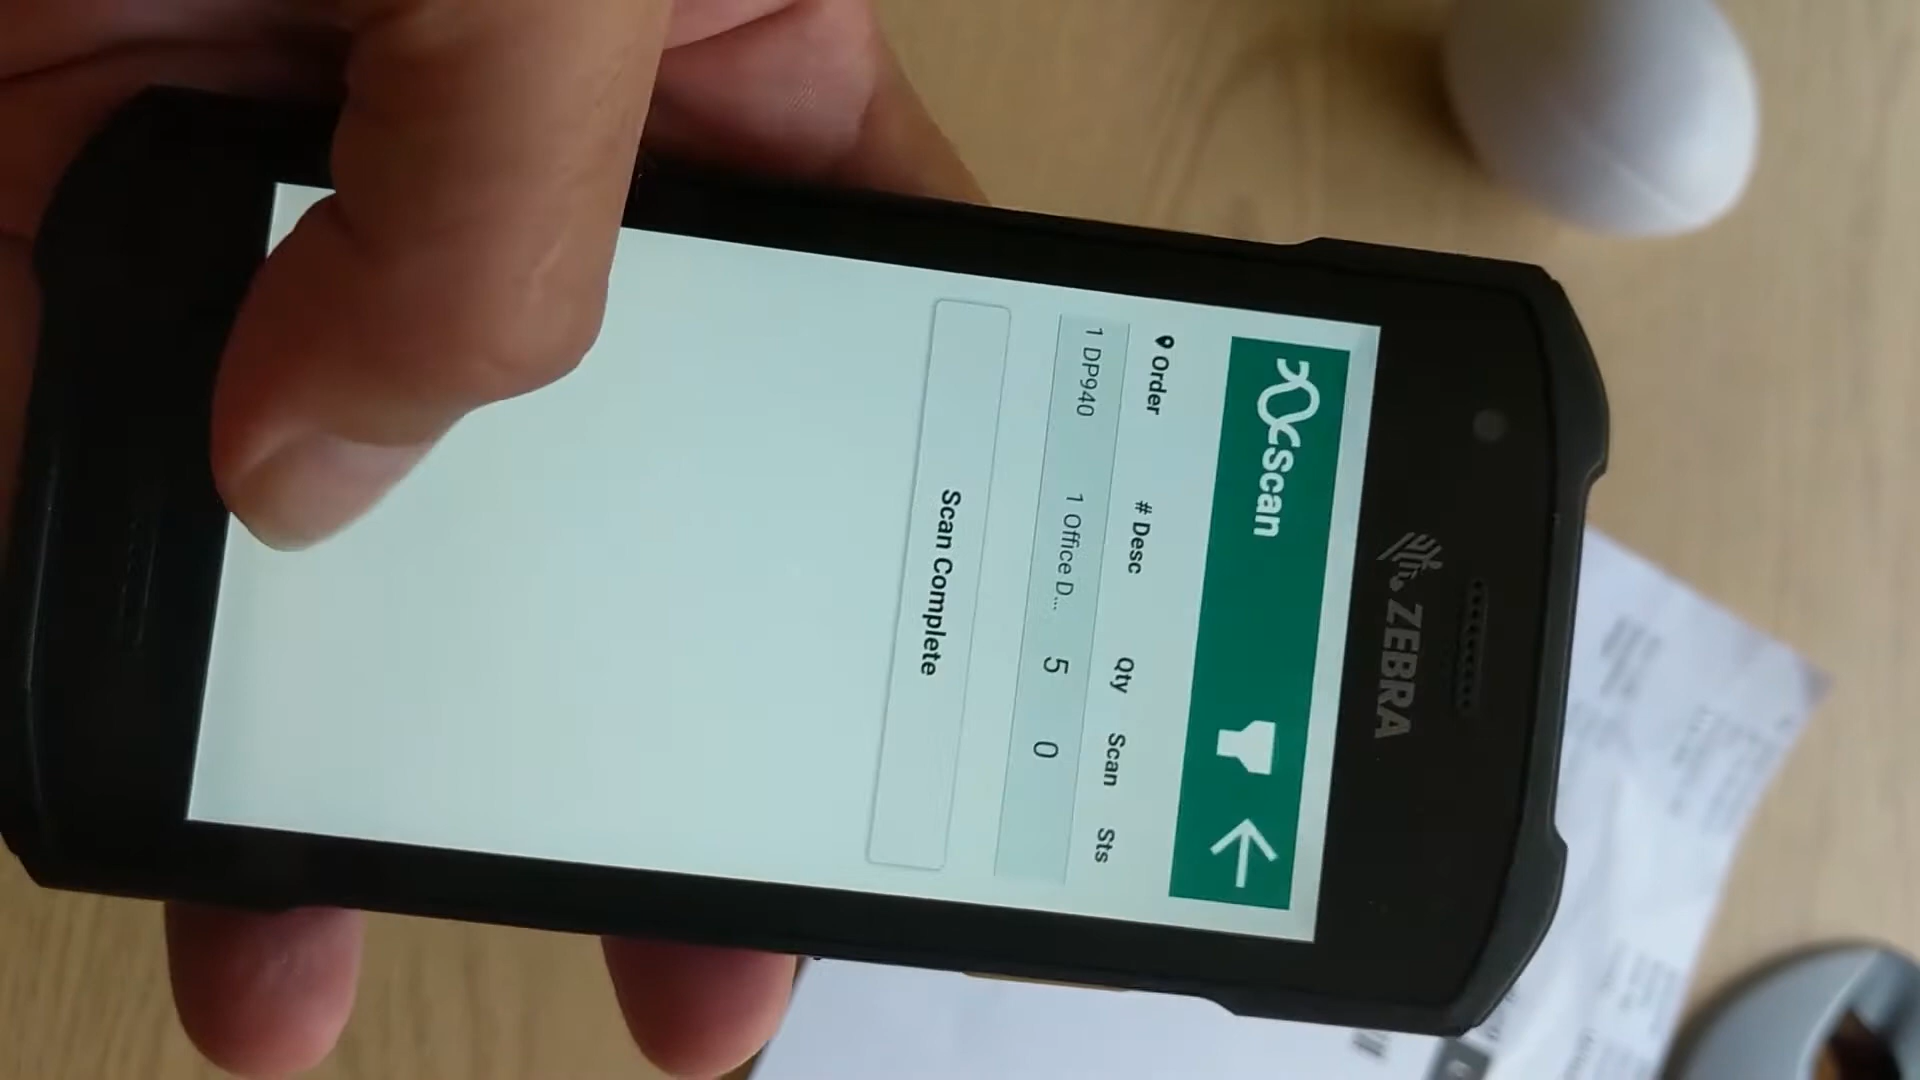 ZEBRA
Scan
Order # Desc Qty Scan Sts
1 DP940 1 Office D... 5 0
Scan Complete